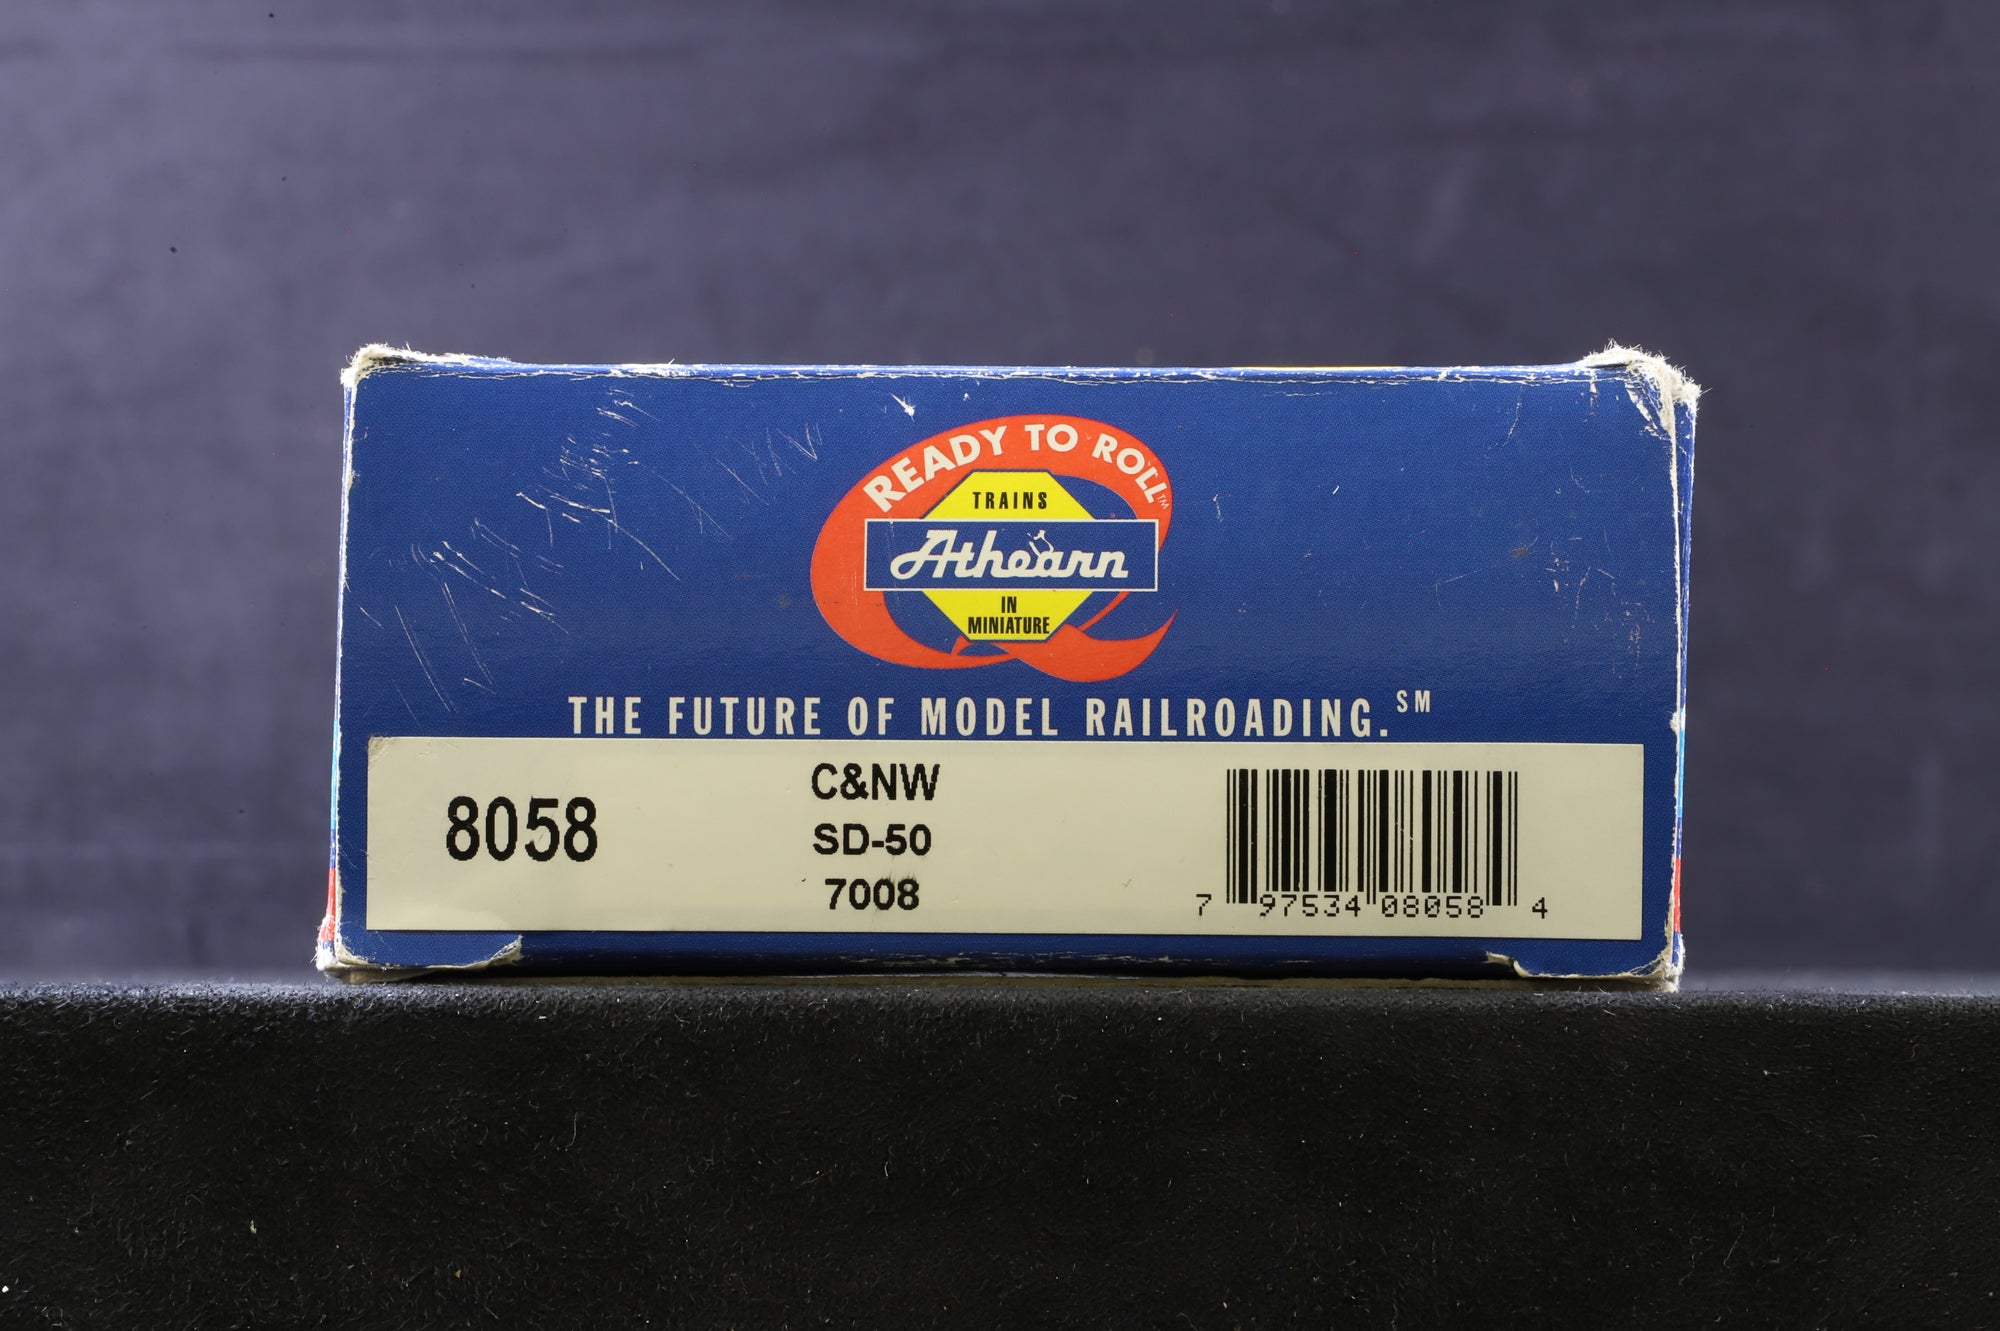 READY TO ROLL™
TRAINS
Athearn
IN
MINIATURE
THE FUTURE OF MODEL RAILROADING.℠
8058
C&NW
SD-50
7008
7 97534 08058 4